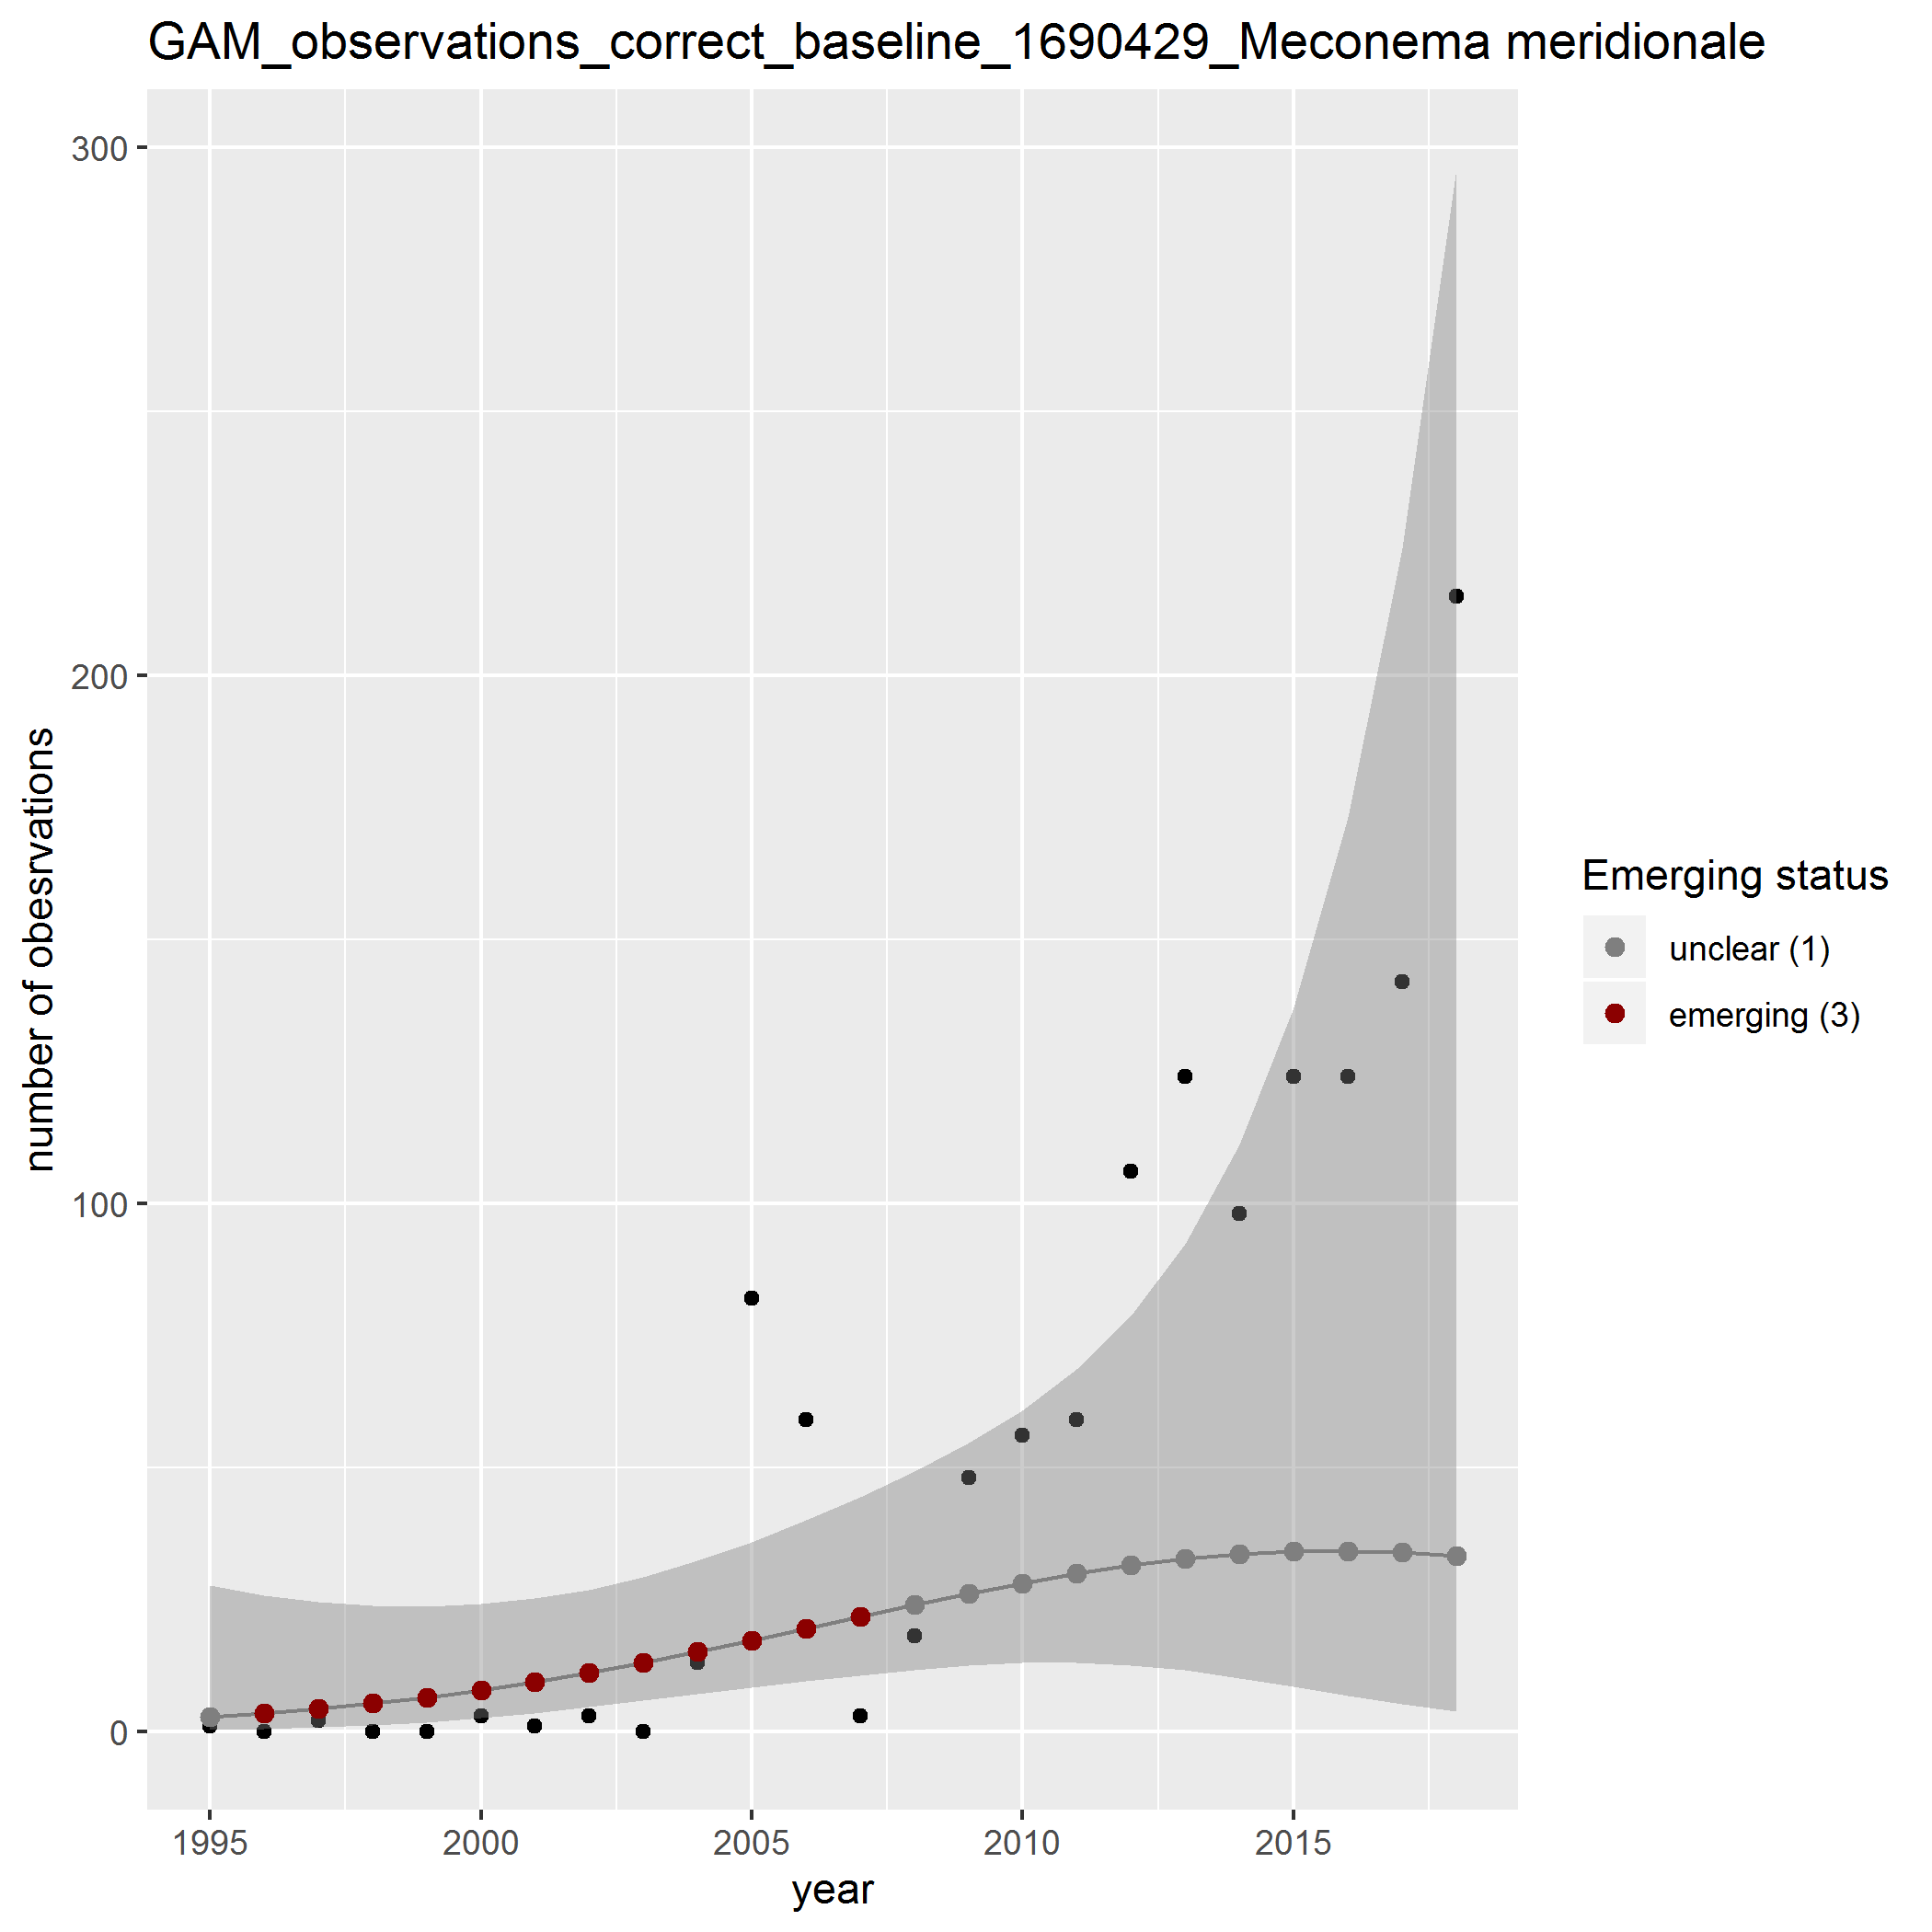 GAM_observations_correct_baseline_1690429_Meconema meridionale
300
200
100
0
number of obesrvations
1995 2000 2005 2010 2015
year
Emerging status
unclear (1)
emerging (3)